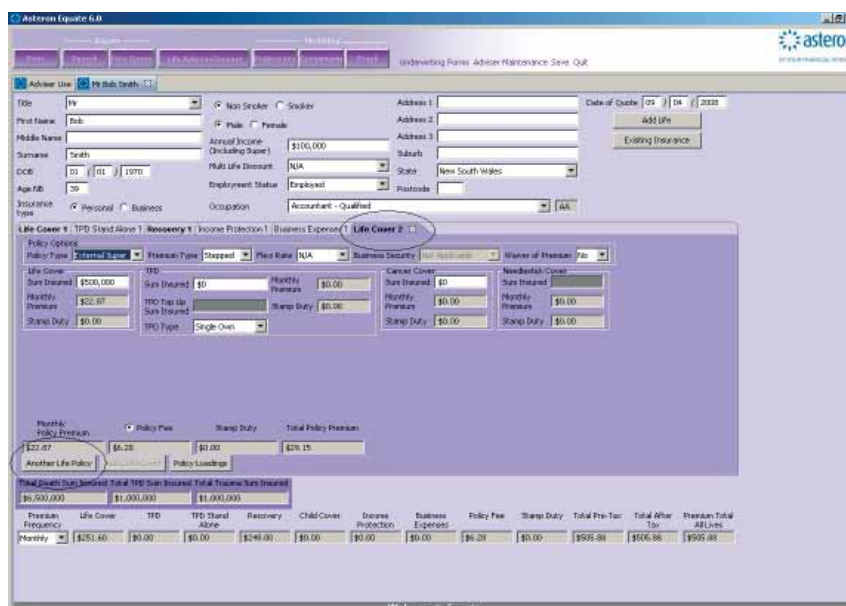 Asteron Equate 6.0
Underwriting Forms Adviser Maintenance Save Quit
astero
Adviser Use Mr Bob Smith
Title Mr Non Smoker Smoker Address 1 Date of Quote 09 / 04 / 2008
First Name Bob Male Female Address 2 Add Life
Middle Name Annual Income (Including Super) $100,000 Address 3 Existing Insurance
Surname Smith Suburb
DOB 01 / 01 / 1970 Multi Life Discount N/A State New South Wales
Age NB 39 Employment Status Employed Postcode
Insurance type Personal Business Occupation Accountant - Qualified AA
Life Cover 1 TPD Stand Alone 1 Recovery 1 Income Protection 1 Business Expenses 1 Life Cover 2
Policy Options
Policy Type External Super Premium Type Stepped Flexi Rate N/A Business Security Not Applicable Waiver of Premium No
Life Cover TPD Cancer Cover Needlestick Cover
Sum Insured $500,000 Sum Insured $0 Monthly Premium $0.00 Sum Insured $0 Sum Insured
Monthly Premium $22.87 TPD Top Up Sum Insured Stamp Duty $0.00 Monthly Premium $0.00 Monthly Premium $0.00
Stamp Duty $0.00 TPD Type Single Own Stamp Duty $0.00 Stamp Duty $0.00
Monthly Policy Premium Policy Fee Stamp Duty Total Policy Premium
$22.87 $6.28 $0.00 $29.15
Another Life Policy Policy Loadings
Total Death Sum Insured Total TPD Sum Insured Total Trauma Sum Insured
$6,500,000 $1,000,000 $1,000,000
Premium Frequency Life Cover TPD TPD Stand Alone Recovery Child Cover Income Protection Business Expenses Policy Fee Stamp Duty Total Pre-Tax Total After Tax Premium Total All Lives
Monthly $251.60 $0.00 $0.00 $248.00 $0.00 $0.00 $0.00 $6.28 $0.00 $505.88 $505.88 $505.88